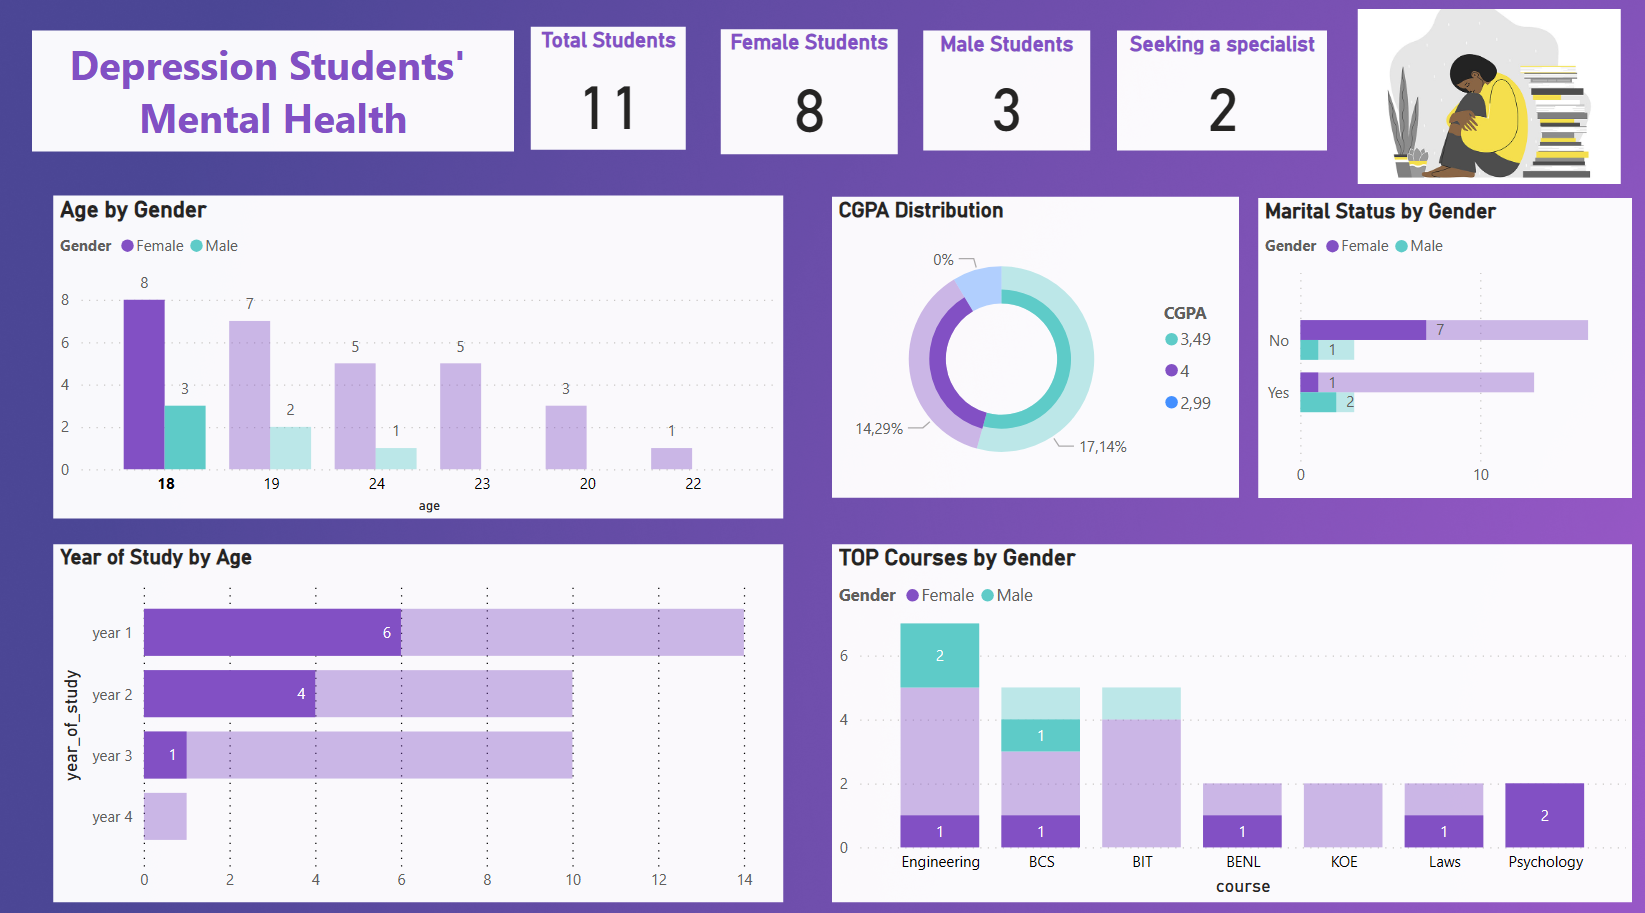 Depression Students'
Mental Health
Total Students
11
Female Students
8
Male Students
3
Seeking a specialist
2
Age by Gender
Gender Female Male
8
6
4
2
0
8
3
7
2
5
1
5
3
1
18 19 24 23 20 22
age
CGPA Distribution
0%
14,29%
17,14%
CGPA
3,49
4
2,99
Marital Status by Gender
Gender Female Male
No
7
1
Yes
1
2
0 10
Year of Study by Age
year_of_study
year 1
6
year 2
4
year 3
1
year 4
0 2 4 6 8 10 12 14
TOP Courses by Gender
Gender Female Male
6
4
2
0
2
1
1
1
1
1
2
Engineering BCS BIT BENL KOE Laws Psychology
course